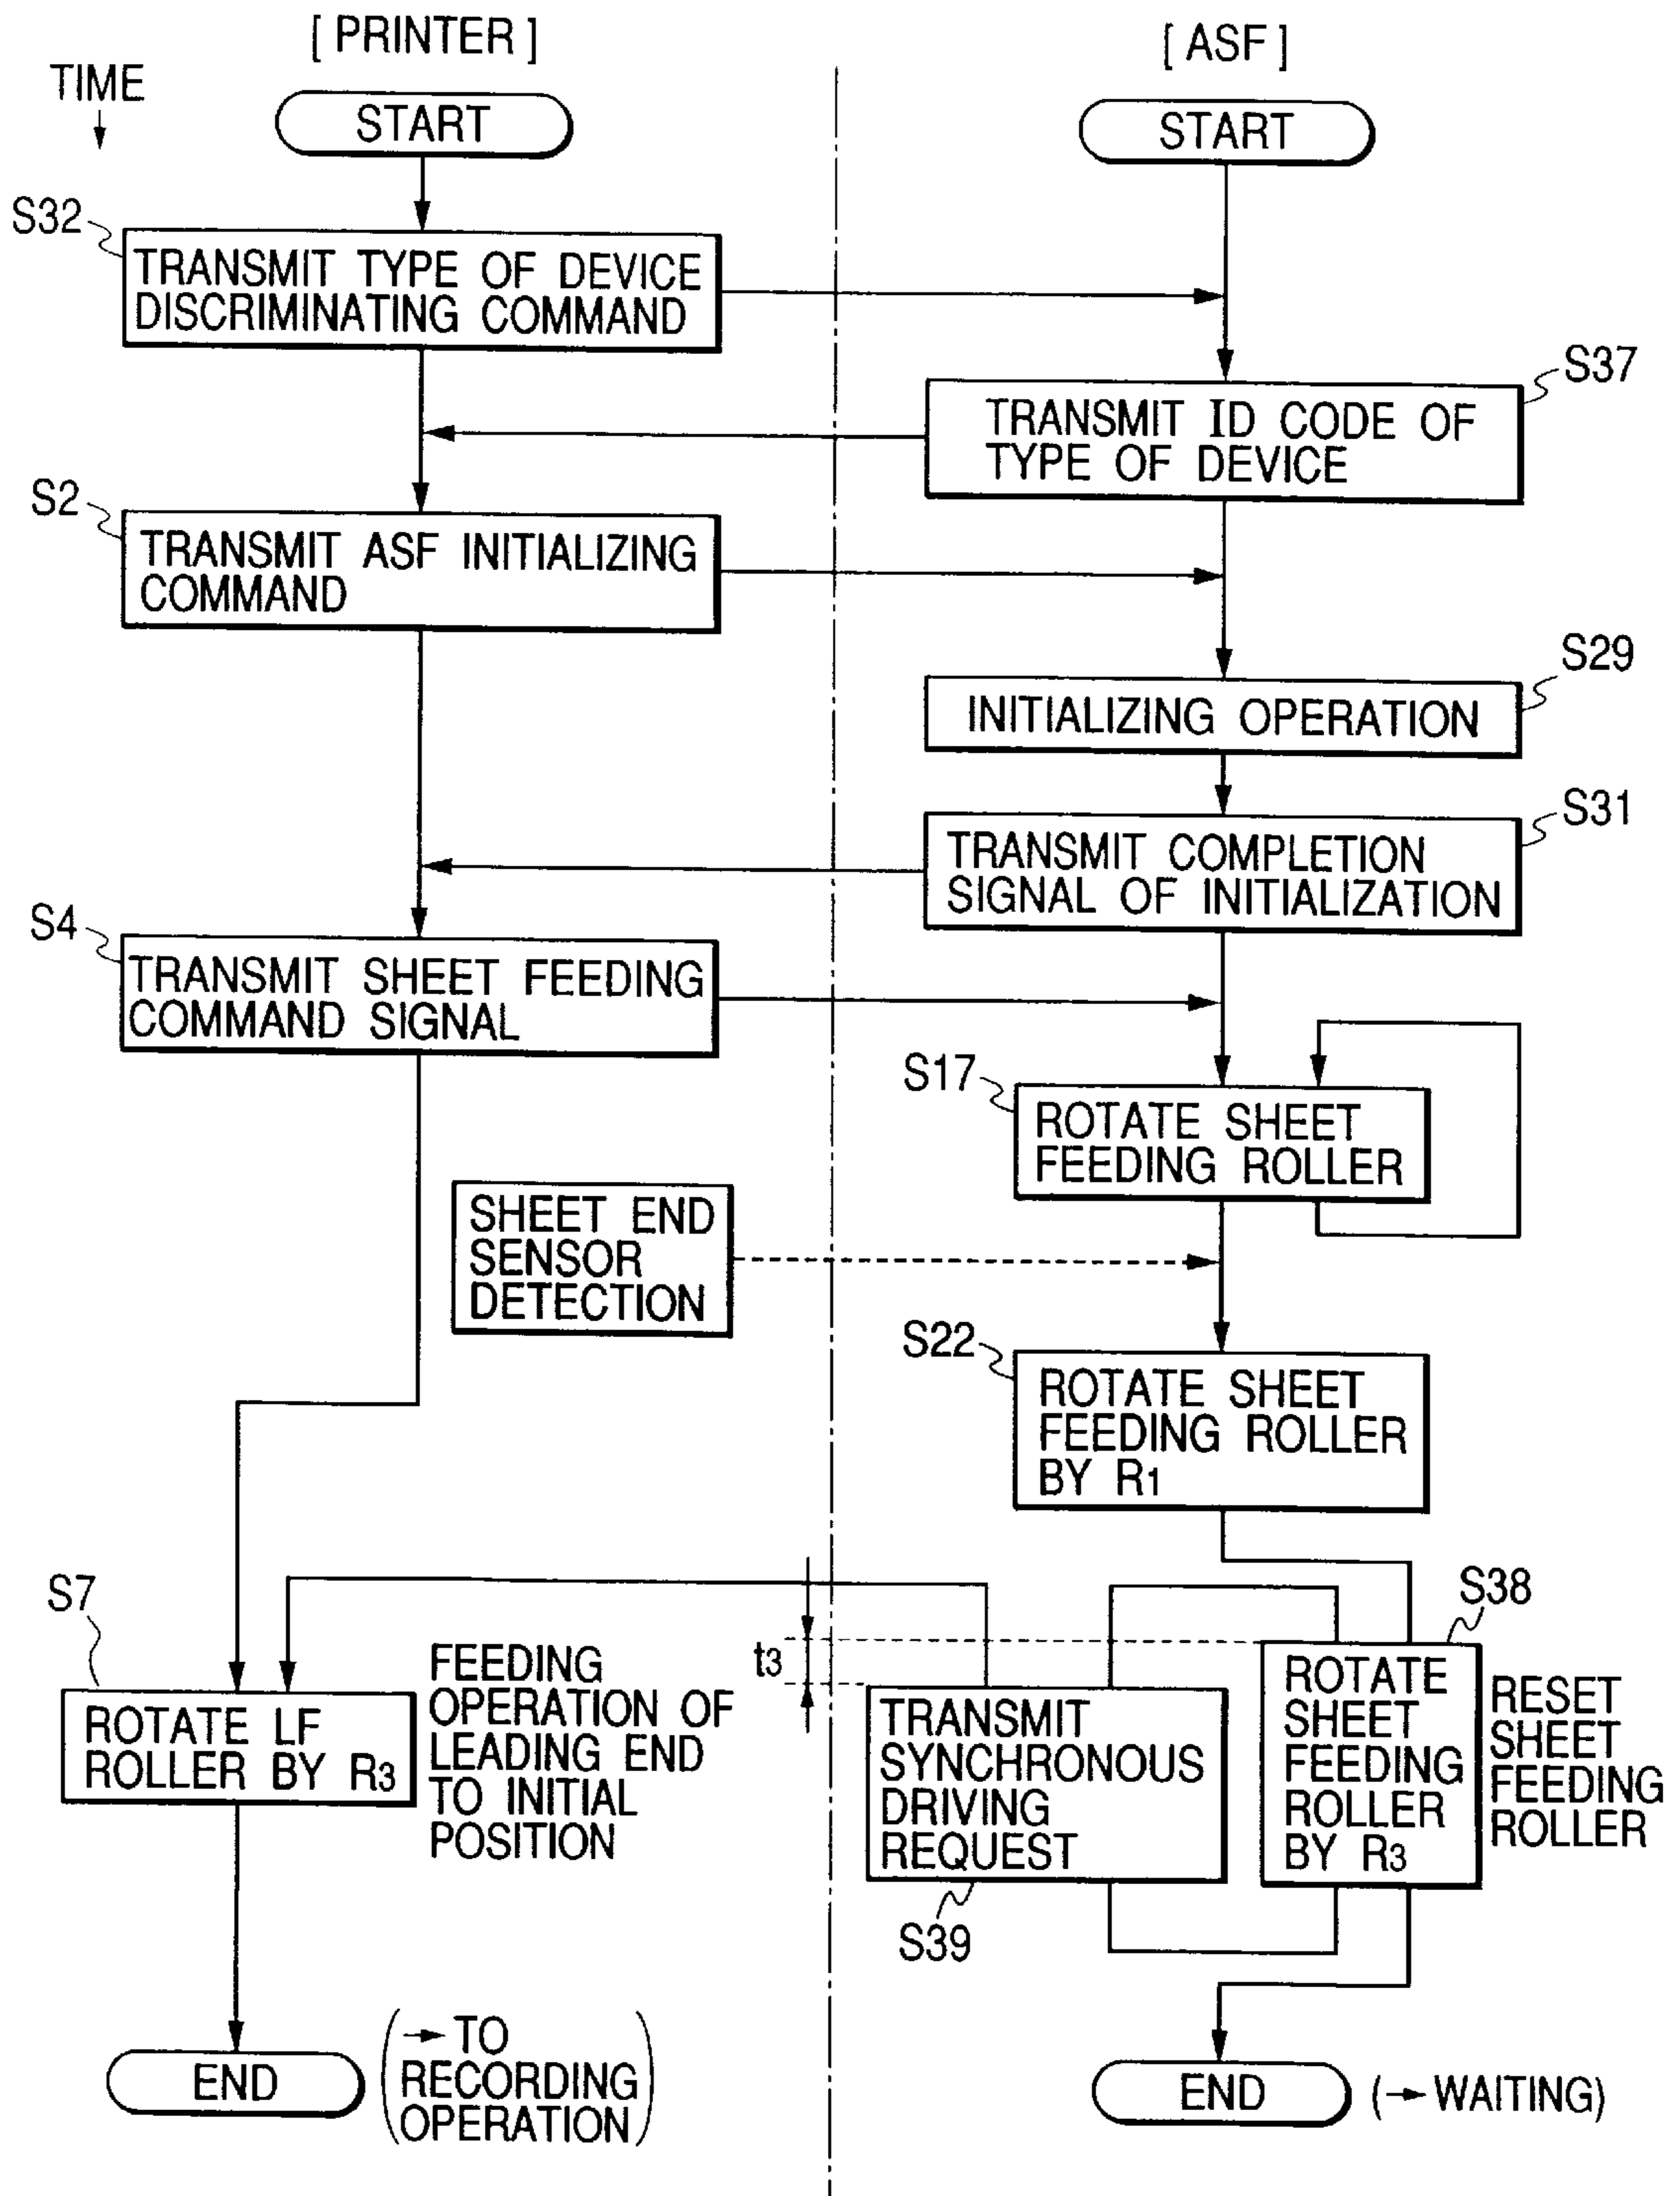 [ PRINTER ]
[ ASF ]
TIME
START
START
S32
TRANSMIT TYPE OF DEVICE
DISCRIMINATING COMMAND
S37
TRANSMIT ID CODE OF
TYPE OF DEVICE
S2
TRANSMIT ASF INITIALIZING
COMMAND
S29
INITIALIZING OPERATION
S31
TRANSMIT COMPLETION
SIGNAL OF INITIALIZATION
S4
TRANSMIT SHEET FEEDING
COMMAND SIGNAL
S17
ROTATE SHEET
FEEDING ROLLER
SHEET END
SENSOR
DETECTION
S22
ROTATE SHEET
FEEDING ROLLER
BY R1
S7
ROTATE LF
ROLLER BY R3
FEEDING
OPERATION OF
LEADING END
TO INITIAL
POSITION
t3
TRANSMIT
SYNCHRONOUS
DRIVING
REQUEST
S39
S38
ROTATE
SHEET
FEEDING
ROLLER
BY R3
RESET
SHEET
FEEDING
ROLLER
END
(→ TO
RECORDING
OPERATION)
END
(→ WAITING)